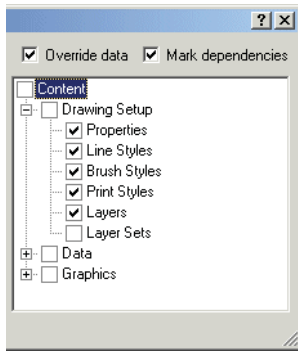 Override data Mark dependencies
Content
Drawing Setup
Properties
Line Styles
Brush Styles
Print Styles
Layers
Layer Sets
Data
Graphics